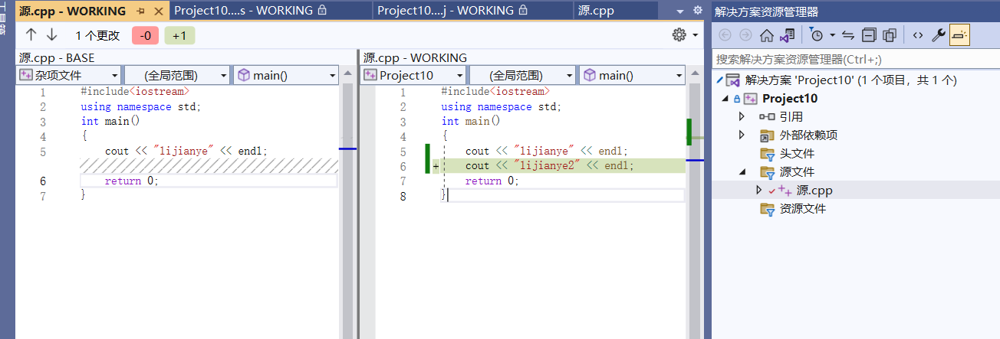 工具箱
源.cpp - WORKING
Project10....s - WORKING
Project10....j - WORKING
源.cpp
1 个更改 -0 +1
源.cpp - BASE
杂项文件 (全局范围) main()
1 #include<iostream>
2 using namespace std;
3 int main()
4 {
5 cout << "lijianye" << endl;
6 return 0;
7 }
源.cpp - WORKING
Project10 (全局范围) main()
1 #include<iostream>
2 using namespace std;
3 int main()
4 {
5 cout << "lijianye" << endl;
6 + cout << "lijianye2" << endl;
7 return 0;
8 }
解决方案资源管理器
搜索解决方案资源管理器(Ctrl+;)
解决方案 'Project10' (1 个项目，共 1 个)
Project10
引用
外部依赖项
头文件
源文件
源.cpp
资源文件